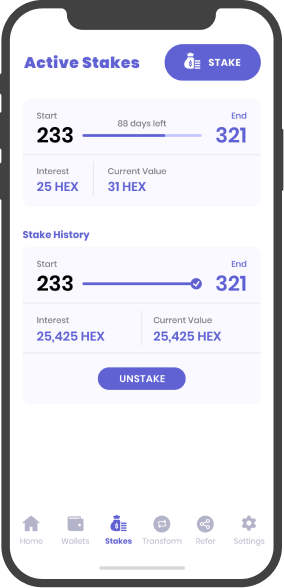 Active Stakes
STAKE
Start
End
88 days left
233
321
Interest
Current Value
25 HEX
31 HEX
Stake History
Start
End
233
321
Interest
Current Value
25,425 HEX
25,425 HEX
UNSTAKE
Home
Wallets
Stakes
Transform
Refer
Settings